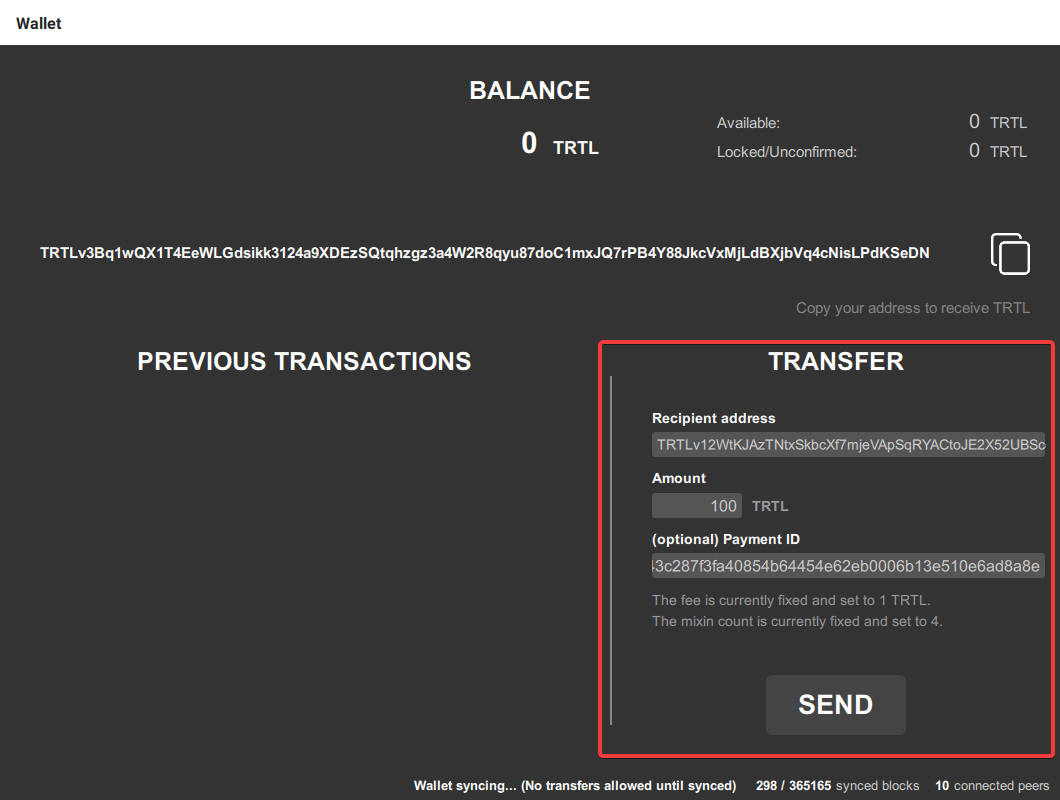 Wallet
BALANCE
0 TRTL
Available: 0 TRTL
Locked/Unconfirmed: 0 TRTL
TRTLv3Bq1wQX1T4EeWLGdsikk3124a9XDEzSQtqhzgz3a4W2R8qyu87doC1mxJQ7rPB4Y88JkcVxMjLdBXjbVq4cNisLPdKSeDN
Copy your address to receive TRTL
PREVIOUS TRANSACTIONS
TRANSFER
Recipient address
TRTLv12WtKJAzTNtxSkbcXf7mjeVApSqRYACtoJE2X52UBSc
Amount
100 TRTL
(optional) Payment ID
3c287f3fa40854b64454e62eb0006b13e510e6ad8a8e
The fee is currently fixed and set to 1 TRTL.
The mixin count is currently fixed and set to 4.
SEND
Wallet syncing... (No transfers allowed until synced) 298 / 365165 synced blocks 10 connected peers